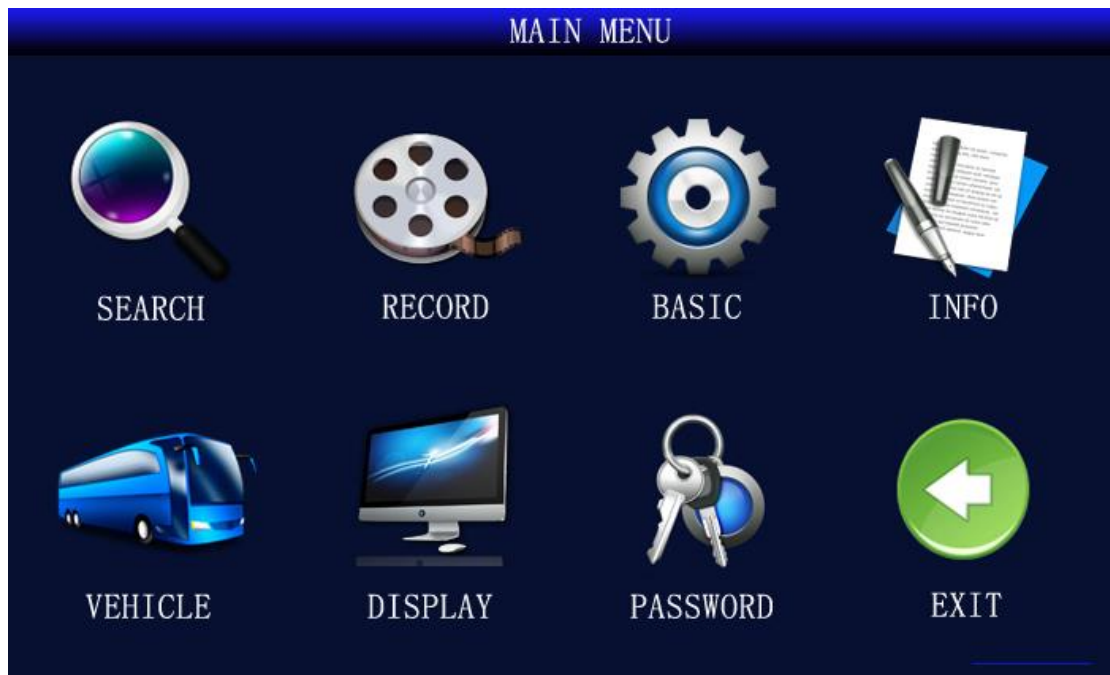 MAIN MENU
SEARCH
RECORD
BASIC
INFO
VEHICLE
DISPLAY
PASSWORD
EXIT